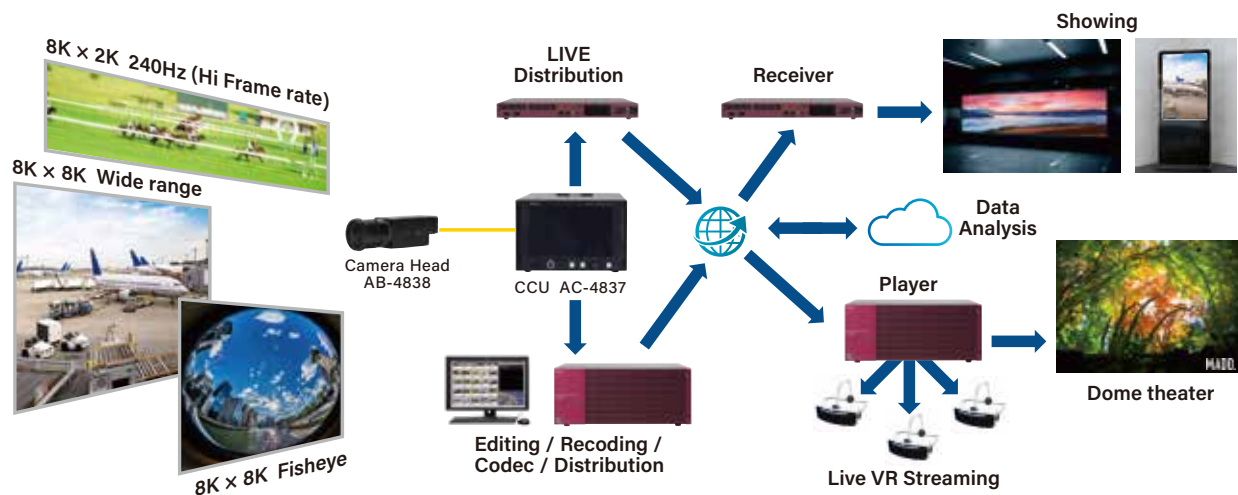 8K × 2K 240Hz (Hi Frame rate)
8K × 8K Wide range
8K × 8K Fisheye
Camera Head
AB-4838
LIVE
Distribution
CCU AC-4837
Editing / Recoding /
Codec / Distribution
Receiver
Showing
Data
Analysis
Player
Live VR Streaming
MADD.
Dome theater